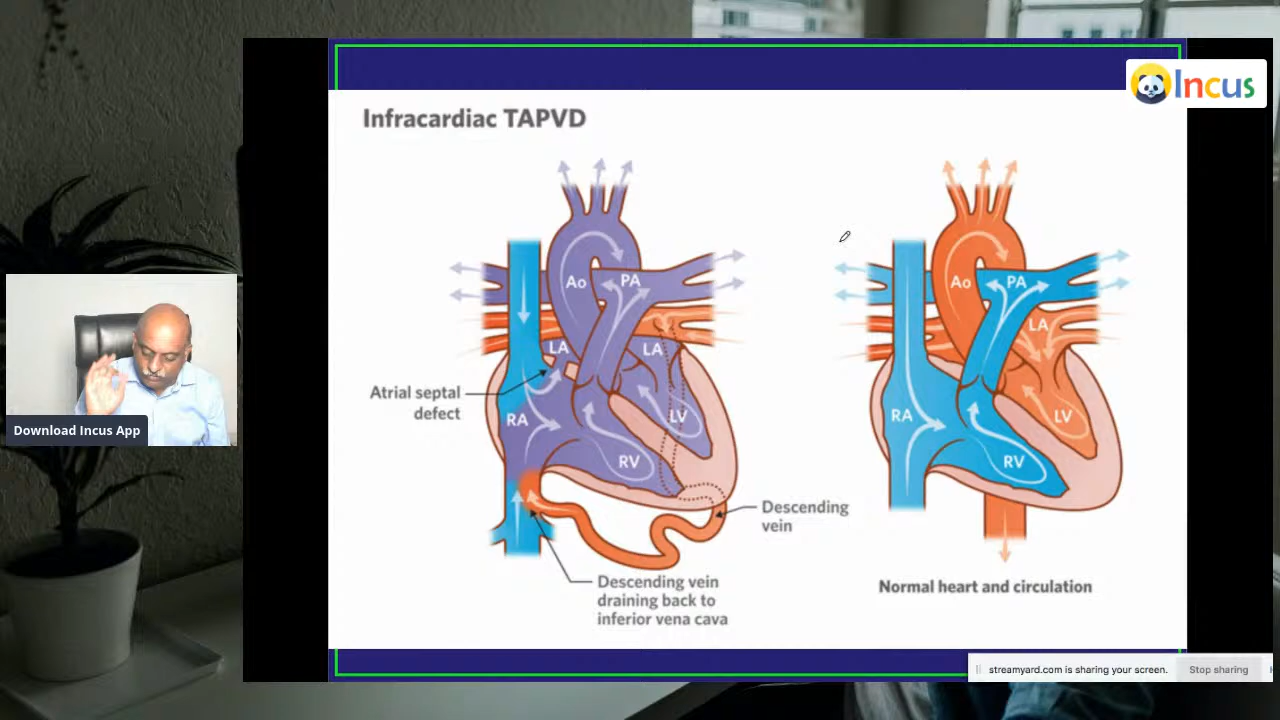 Incus
Infracardiac TAPVD
Ao
PA
LA
LA
Atrial septal
defect
RA
LV
RV
Descending
vein
Descending vein
draining back to
inferior vena cava
Ao
PA
LA
RA
LV
RV
Normal heart and circulation
Download Incus App
streamyard.com is sharing your screen.
Stop sharing